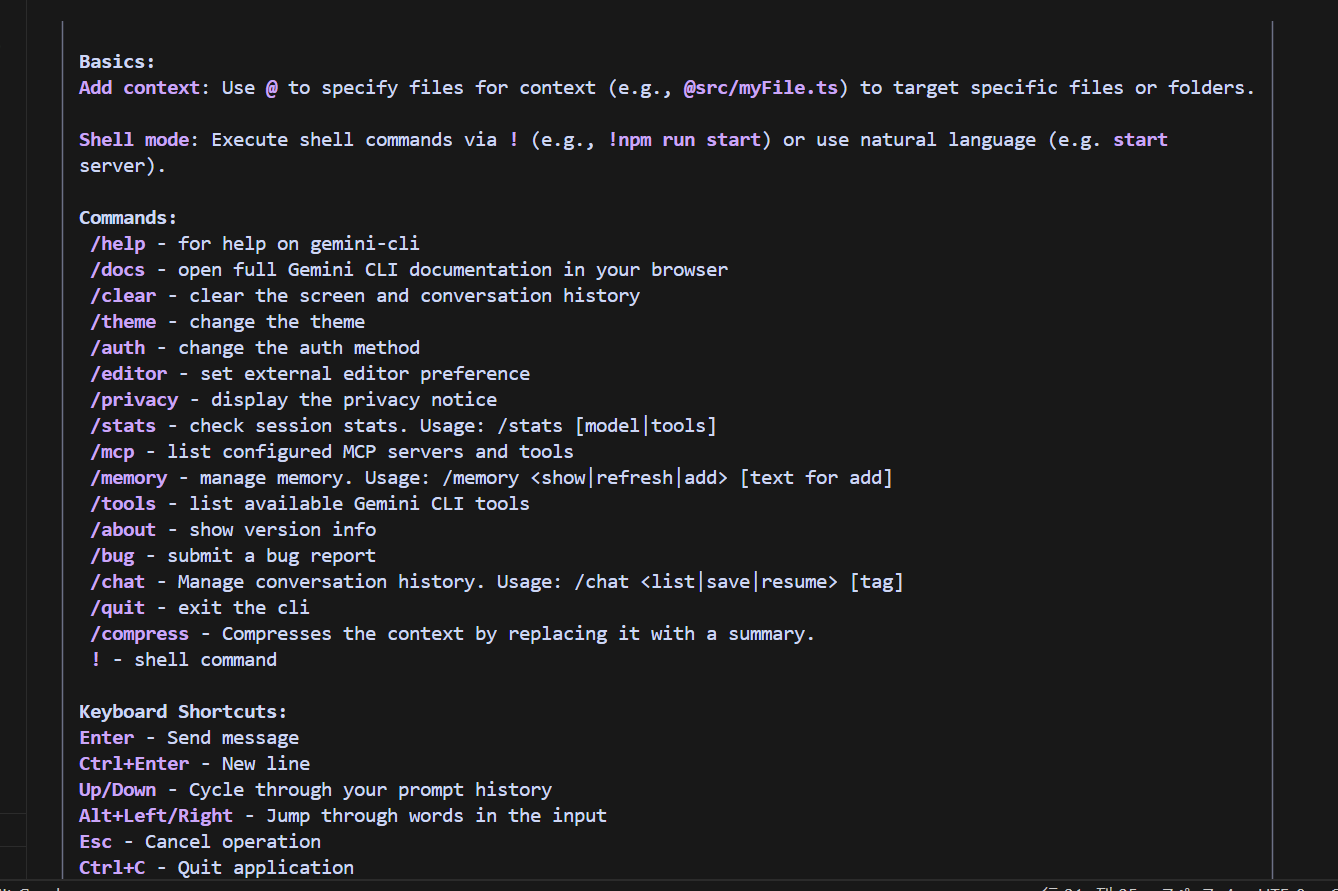 Basics:
Add context: Use @ to specify files for context (e.g., @src/myFile.ts) to target specific files or folders.
Shell mode: Execute shell commands via ! (e.g., !npm run start) or use natural language (e.g. start
server).
Commands:
/help - for help on gemini-cli
/docs - open full Gemini CLI documentation in your browser
/clear - clear the screen and conversation history
/theme - change the theme
/auth - change the auth method
/editor - set external editor preference
/privacy - display the privacy notice
/stats - check session stats. Usage: /stats [model|tools]
/mcp - list configured MCP servers and tools
/memory - manage memory. Usage: /memory <show|refresh|add> [text for add]
/tools - list available Gemini CLI tools
/about - show version info
/bug - submit a bug report
/chat - Manage conversation history. Usage: /chat <list|save|resume> [tag]
/quit - exit the cli
/compress - Compresses the context by replacing it with a summary.
! - shell command
Keyboard Shortcuts:
Enter - Send message
Ctrl+Enter - New line
Up/Down - Cycle through your prompt history
Alt+Left/Right - Jump through words in the input
Esc - Cancel operation
Ctrl+C - Quit application